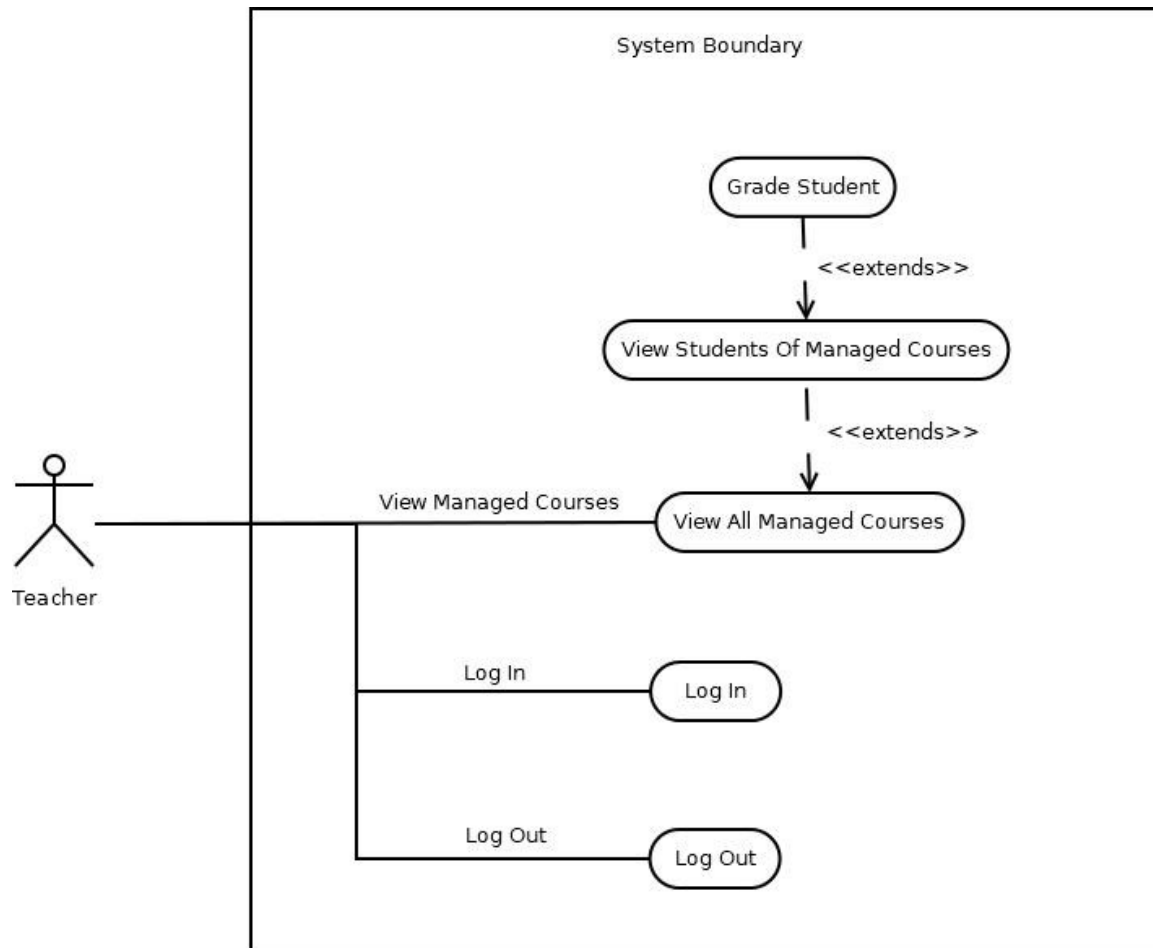 System Boundary
Grade Student
<<extends>>
View Students Of Managed Courses
<<extends>>
View Managed Courses
View All Managed Courses
Teacher
Log In
Log In
Log Out
Log Out